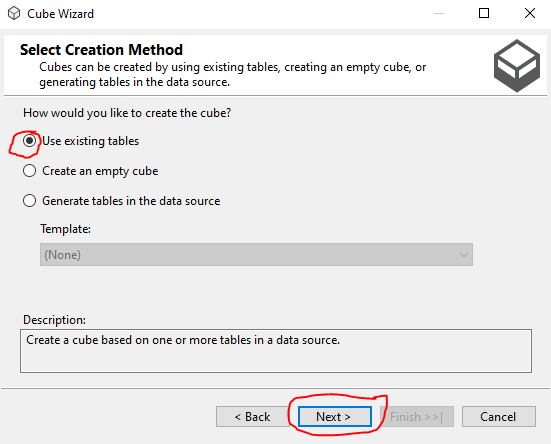 Cube Wizard
Select Creation Method
Cubes can be created by using existing tables, creating an empty cube, or
generating tables in the data source.
How would you like to create the cube?
Use existing tables
Create an empty cube
Generate tables in the data source
Template:
(None)
Description:
Create a cube based on one or more tables in a data source.
< Back
Next >
Finish >>|
Cancel